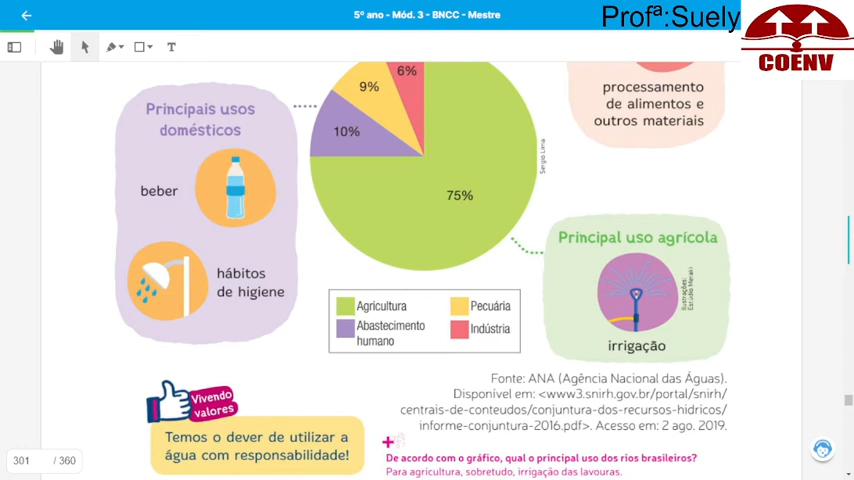 5º ano - Mód. 3 - BNCC - Mestre
Profª:Suely
COENV
Principais usos
domésticos
beber
hábitos
de higiene
6%
9%
10%
75%
Sergio Lima
processamento
de alimentos e
outros materiais
Principal uso agrícola
Ilustrações:
Estúdio Meraki
irrigação
Agricultura
Pecuária
Abastecimento
humano
Indústria
Fonte: ANA (Agência Nacional das Águas).
Disponível em: <www3.snirh.gov.br/portal/snirh/
centrais-de-conteudos/conjuntura-dos-recursos-hidricos/
informe-conjuntura-2016.pdf>. Acesso em: 2 ago. 2019.
Vivendo
valores
Temos o dever de utilizar a
água com responsabilidade!
De acordo com o gráfico, qual o principal uso dos rios brasileiros?
Para agricultura, sobretudo, irrigação das lavouras.
301 / 360